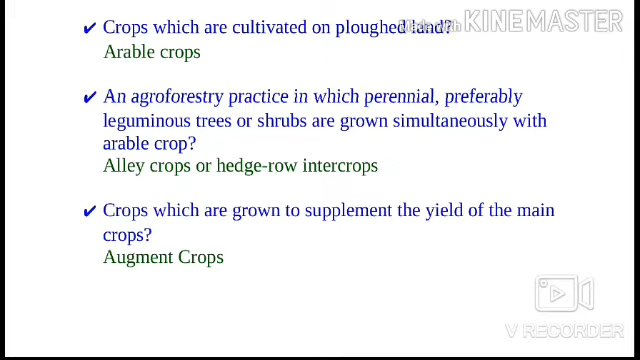 ✔ Crops which are cultivated on ploughed land?
Made with KINEMASTER
Arable crops
✔ An agroforestry practice in which perennial, preferably
leguminous trees or shrubs are grown simultaneously with
arable crop?
Alley crops or hedge-row intercrops
✔ Crops which are grown to supplement the yield of the main
crops?
Augment Crops
V RECORDER